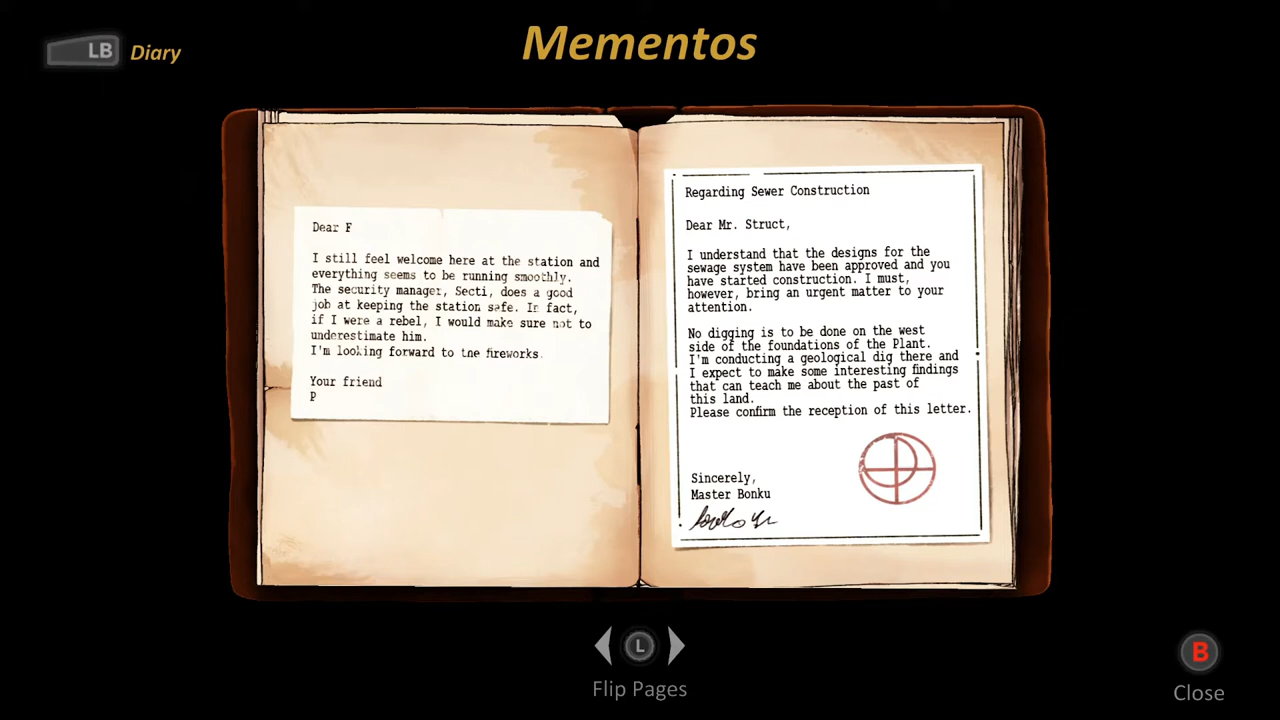 LB Diary
Mementos
Dear F
I still feel welcome here at the station and
everything seems to be running smoothly.
The security manager, Secti, does a good
job at keeping the station safe. In fact,
if I were a rebel, I would make sure not to
underestimate him.
I'm looking forward to the fireworks.
Your friend
P
Regarding Sewer Construction
Dear Mr. Struct,
I understand that the designs for the
sewage system have been approved and you
have started construction. I must,
however, bring an urgent matter to your
attention.
No digging is to be done on the west
side of the foundations of the Plant.
I'm conducting a geological dig there and
I expect to make some interesting findings
that can teach me about the past of
this land.
Please confirm the reception of this letter.
Sincerely,
Master Bonku
L
Flip Pages
B
Close